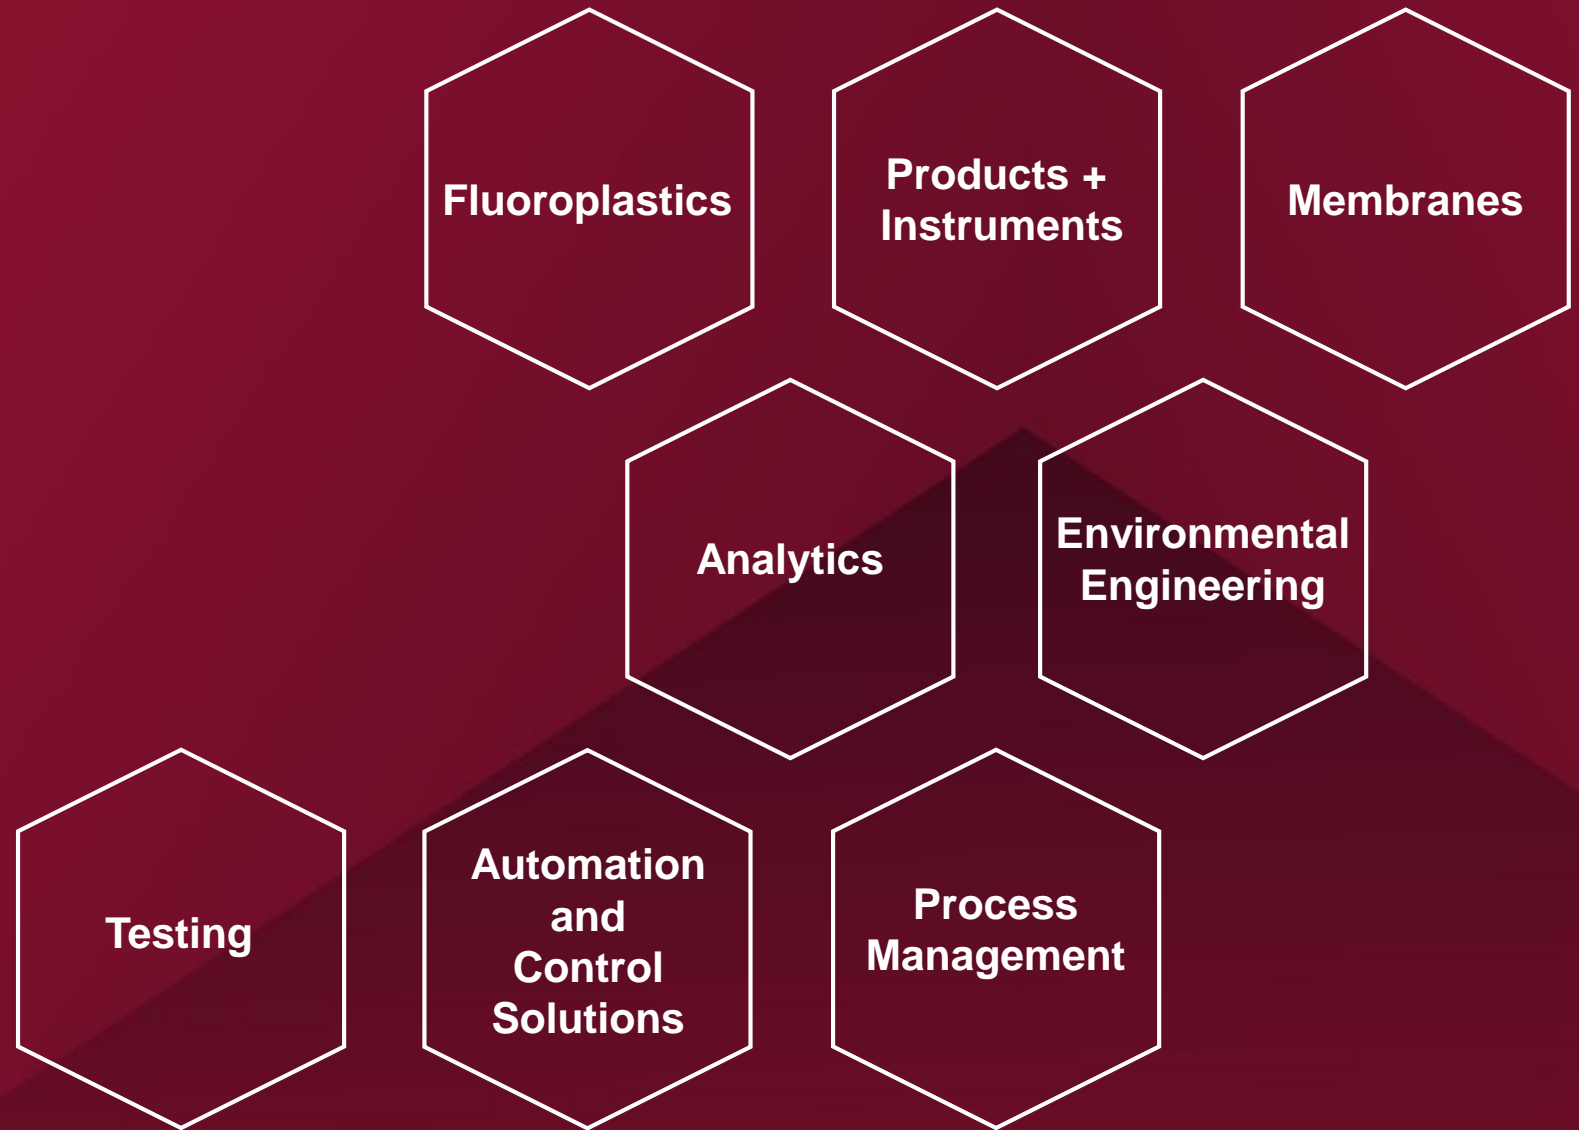 Fluoroplastics
Products +
Instruments
Membranes
Analytics
Environmental
Engineering
Testing
Automation
and
Control
Solutions
Process
Management